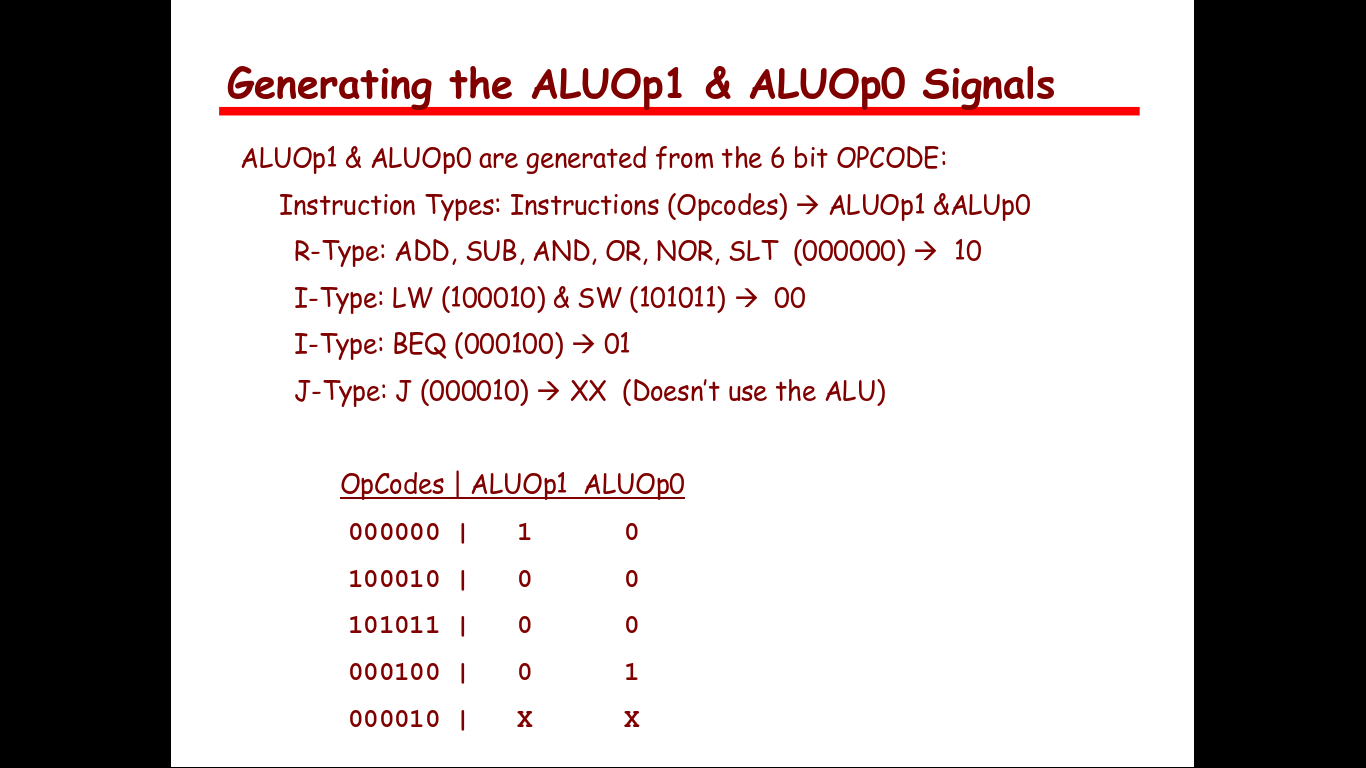 Generating the ALUOp1 & ALUOp0 Signals
ALUOp1 & ALUOp0 are generated from the 6 bit OPCODE:
Instruction Types: Instructions (Opcodes) → ALUOp1 &ALUp0
R-Type: ADD, SUB, AND, OR, NOR, SLT (000000) → 10
I-Type: LW (100010) & SW (101011) → 00
I-Type: BEQ (000100) → 01
J-Type: J (000010) → XX (Doesn't use the ALU)
OpCodes | ALUOp1 ALUOp0
000000 | 1 0
100010 | 0 0
101011 | 0 0
000100 | 0 1
000010 | X X